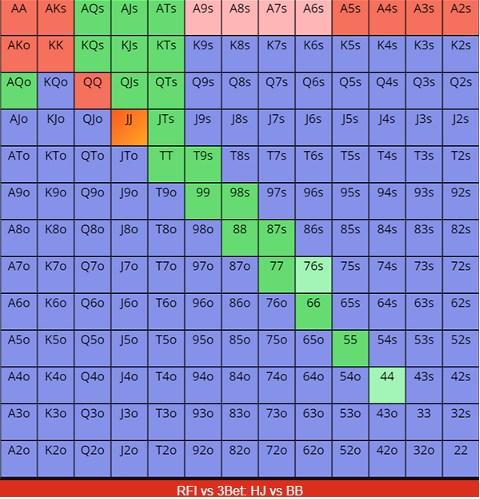 AA AKs AQs AJs ATs A9s A8s A7s A6s A5s A4s A3s A2s
AKo KK KQs KJs KTs K9s K8s K7s K6s K5s K4s K3s K2s
AQo KQo QQ QJs QTs Q9s Q8s Q7s Q6s Q5s Q4s Q3s Q2s
AJo KJo QJo JJ JTs J9s J8s J7s J6s J5s J4s J3s J2s
ATo KTo QTo JTo TT T9s T8s T7s T6s T5s T4s T3s T2s
A9o K9o Q9o J9o T9o 99 98s 97s 96s 95s 94s 93s 92s
A8o K8o Q8o J8o T8o 98o 88 87s 86s 85s 84s 83s 82s
A7o K7o Q7o J7o T7o 97o 87o 77 76s 75s 74s 73s 72s
A6o K6o Q6o J6o T6o 96o 86o 76o 66 65s 64s 63s 62s
A5o K5o Q5o J5o T5o 95o 85o 75o 65o 55 54s 53s 52s
A4o K4o Q4o J4o T4o 94o 84o 74o 64o 54o 44 43s 42s
A3o K3o Q3o J3o T3o 93o 83o 73o 63o 53o 43o 33 32s
A2o K2o Q2o J2o T2o 92o 82o 72o 62o 52o 42o 32o 22
RFI vs 3Bet: HJ vs BB